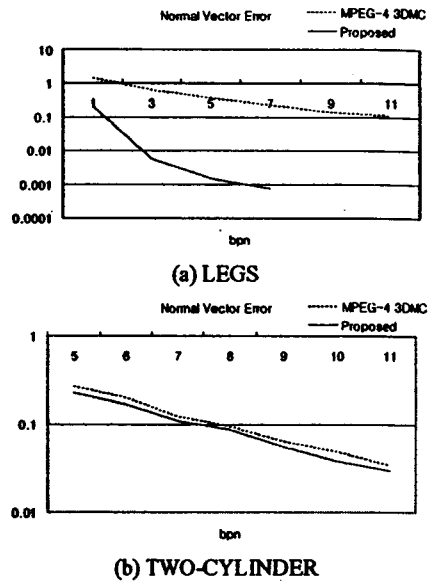 Normal Vector Error
MPEG-4 3DMC
Proposed
10
1
0.1
0.01
0.001
0.0001
1 3 5 7 9 11
bpn
(a) LEGS
Normal Vector Error
MPEG-4 3DMC
Proposed
1
0.1
0.01
5 6 7 8 9 10 11
bpn
(b) TWO-CYLINDER